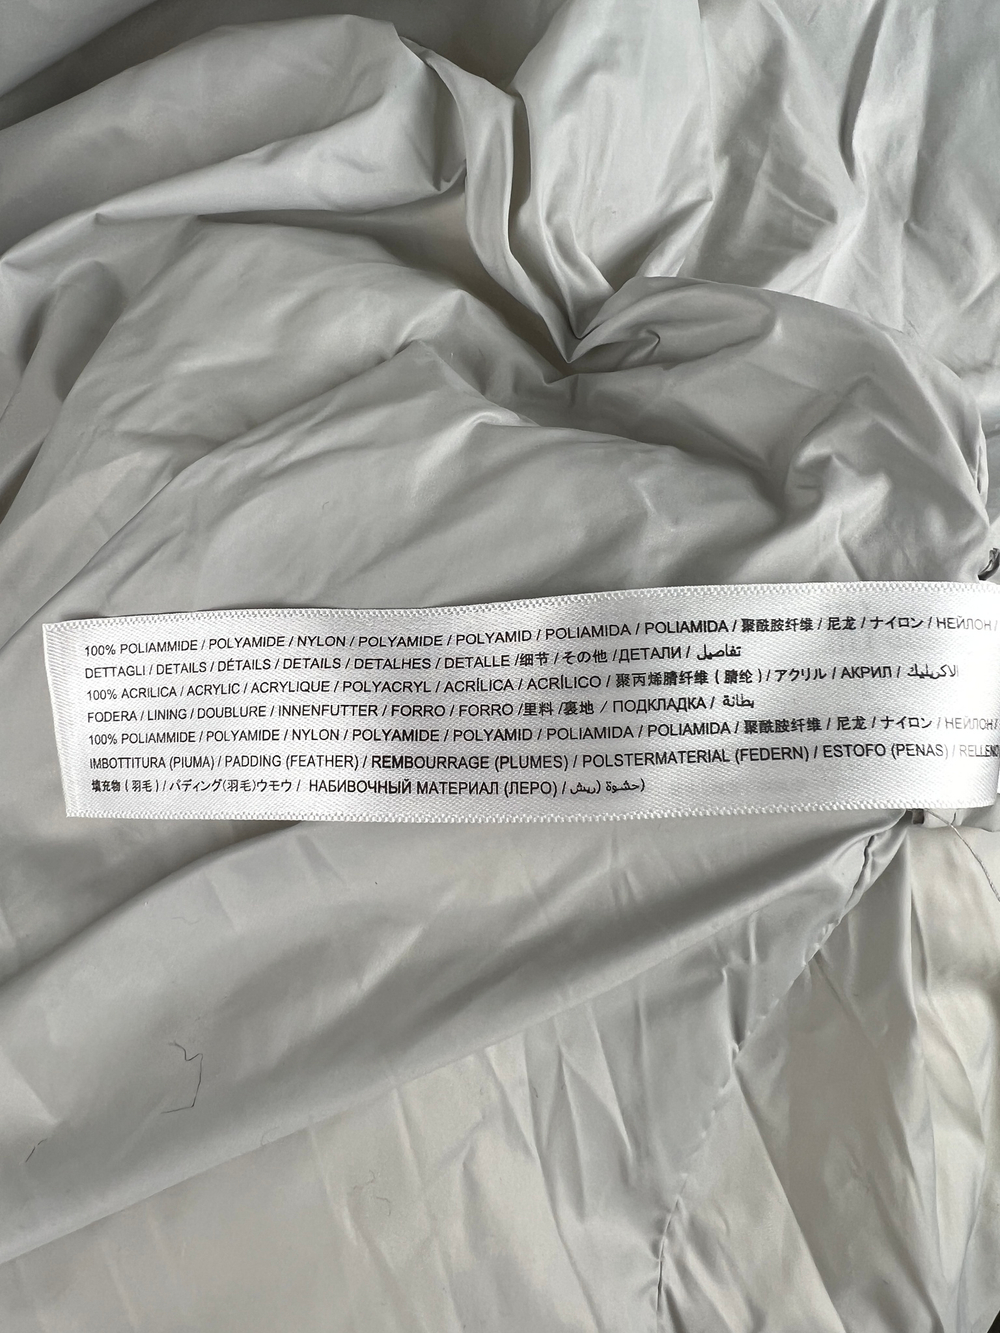 100% POLIAMMIDE / POLYAMIDE / NYLON / POLYAMIDE / POLYAMID / POLIAMIDA / POLIAMIDA / 聚酰胺纤维 / 尼龙 / ナイロン / НЕЙЛОН /
DETTAGLI / DETAILS / DÉTAILS / DETAILS / DETALHES / DETALLE /细节 / その他 /ДЕТАЛИ / تفاصيل
100% ACRILICA / ACRYLIC / ACRYLIQUE / POLYACRYL / ACRÍLICA / ACRÍLICO / 聚丙烯腈纤维 ( 腈纶 ) / アクリル / АКРИЛ / الاكريليك
FODERA / LINING / DOUBLURE / INNENFUTTER / FORRO / FORRO /里料 /裏地 / ПОДКЛАДКА / بطانة
100% POLIAMMIDE / POLYAMIDE / NYLON / POLYAMIDE / POLYAMID / POLIAMIDA / POLIAMIDA / 聚酰胺纤维 / 尼龙 / ナイロン / НЕЙЛОН /
IMBOTTITURA (PIUMA) / PADDING (FEATHER) / REMBOURRAGE (PLUMES) / POLSTERMATERIAL (FEDERN) / ESTOFO (PENAS) /
填充物 ( 羽毛 ) / パディング(羽毛)ウモウ / НАБИВОЧНЫЙ МАТЕРИАЛ (ПЕРО) / حشوة (ريش)